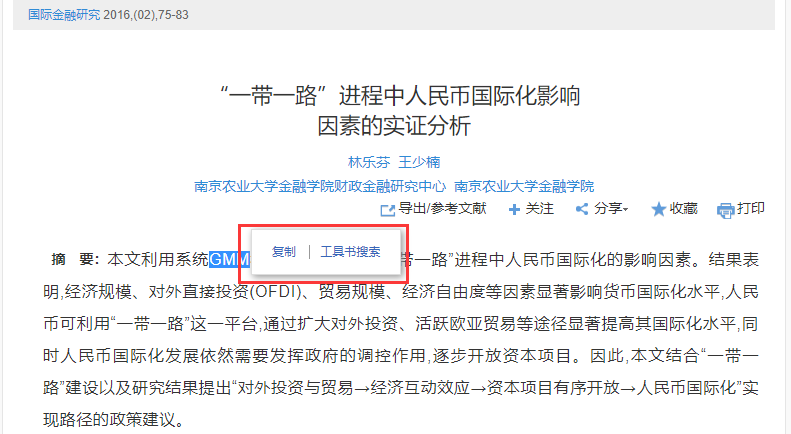 国际金融研究 2016,(02),75-83
“一带一路”进程中人民币国际化影响
因素的实证分析
林乐芬 王少楠
南京农业大学金融学院财政金融研究中心 南京农业大学金融学院
导出/参考文献 关注 分享 收藏 打印
复制 | 工具书搜索
摘 要：本文利用系统GMM 带一路”进程中人民币国际化的影响因素。结果表
明,经济规模、对外直接投资(OFDI)、贸易规模、经济自由度等因素显著影响货币国际化水平,人民
币可利用“一带一路”这一平台,通过扩大对外投资、活跃欧亚贸易等途径显著提高其国际化水平,同
时人民币国际化发展依然需要发挥政府的调控作用,逐步开放资本项目。因此,本文结合“一带一
路”建设以及研究结果提出“对外投资与贸易→经济互动效应→资本项目有序开放→人民币国际化”实
现路径的政策建议。